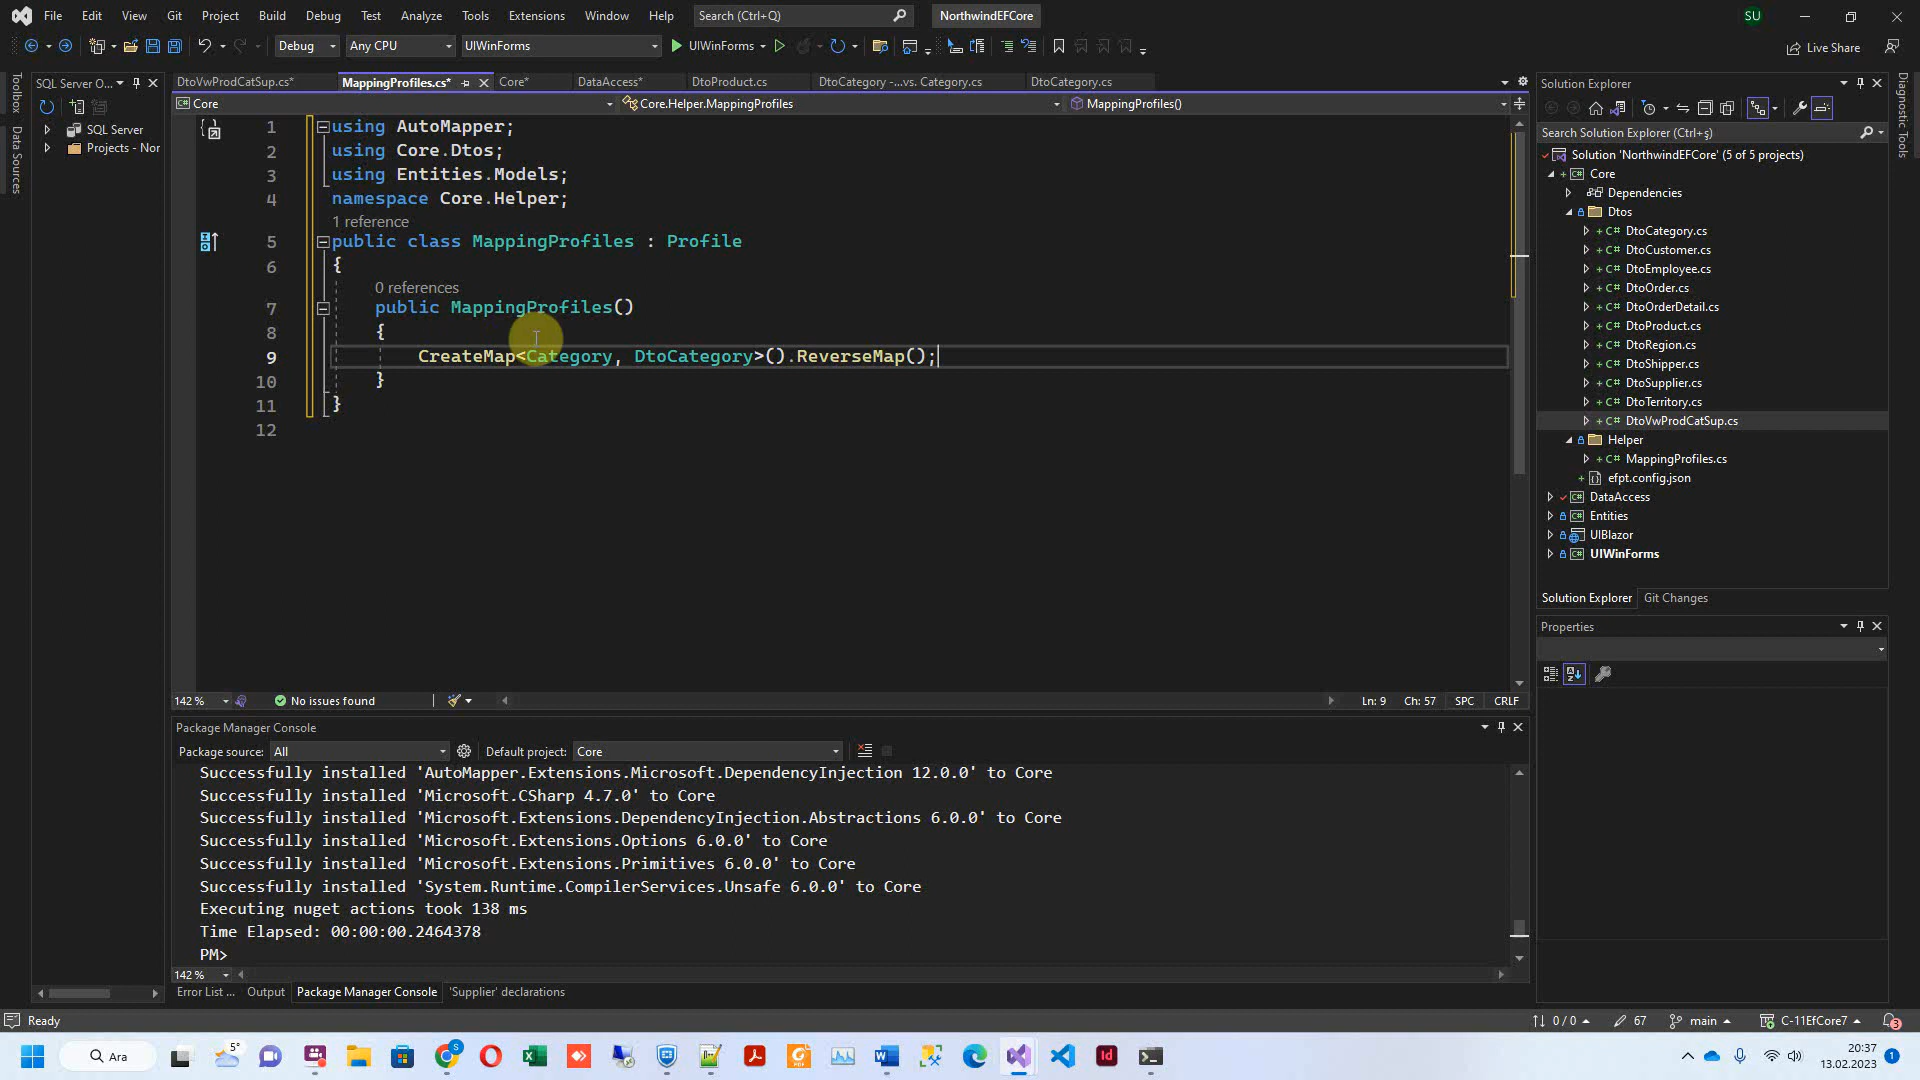 File Edit View Git Project Build Debug Test Analyze Tools Extensions Window Help Search (Ctrl+Q) NorthwindEFCore SU
Debug Any CPU UIWinForms UIWinForms Live Share
Toolbox
Data Sources
SQL Server O...
SQL Server
Projects - Nor
DtoVwProdCatSup.cs* MappingProfiles.cs* Core* DataAccess* DtoProduct.cs DtoCategory -...vs. Category.cs DtoCategory.cs
Core Core.Helper.MappingProfiles MappingProfiles()
1 using AutoMapper;
2 using Core.Dtos;
3 using Entities.Models;
4 namespace Core.Helper;
1 reference
5 public class MappingProfiles : Profile
6 {
0 references
7 public MappingProfiles()
8 {
9 CreateMap<Category, DtoCategory>().ReverseMap();
10 }
11 }
12
142 % No issues found Ln: 9 Ch: 57 SPC CRLF
Package Manager Console
Package source: All Default project: Core
Successfully installed 'AutoMapper.Extensions.Microsoft.DependencyInjection 12.0.0' to Core
Successfully installed 'Microsoft.CSharp 4.7.0' to Core
Successfully installed 'Microsoft.Extensions.DependencyInjection.Abstractions 6.0.0' to Core
Successfully installed 'Microsoft.Extensions.Options 6.0.0' to Core
Successfully installed 'Microsoft.Extensions.Primitives 6.0.0' to Core
Successfully installed 'System.Runtime.CompilerServices.Unsafe 6.0.0' to Core
Executing nuget actions took 138 ms
Time Elapsed: 00:00:00.2464378
PM>
142 %
Error List ... Output Package Manager Console 'Supplier' declarations
Solution Explorer
Search Solution Explorer (Ctrl+ş)
Solution 'NorthwindEFCore' (5 of 5 projects)
Core
Dependencies
Dtos
DtoCategory.cs
DtoCustomer.cs
DtoEmployee.cs
DtoOrder.cs
DtoOrderDetail.cs
DtoProduct.cs
DtoRegion.cs
DtoShipper.cs
DtoSupplier.cs
DtoTerritory.cs
DtoVwProdCatSup.cs
Helper
MappingProfiles.cs
efpt.config.json
DataAccess
Entities
UIBlazor
UIWinForms
Solution Explorer Git Changes
Properties
Diagnostic Tools
Ready 0 / 0 67 main C-11EfCore7 3
5° Ara 20:37
13.02.2023 1